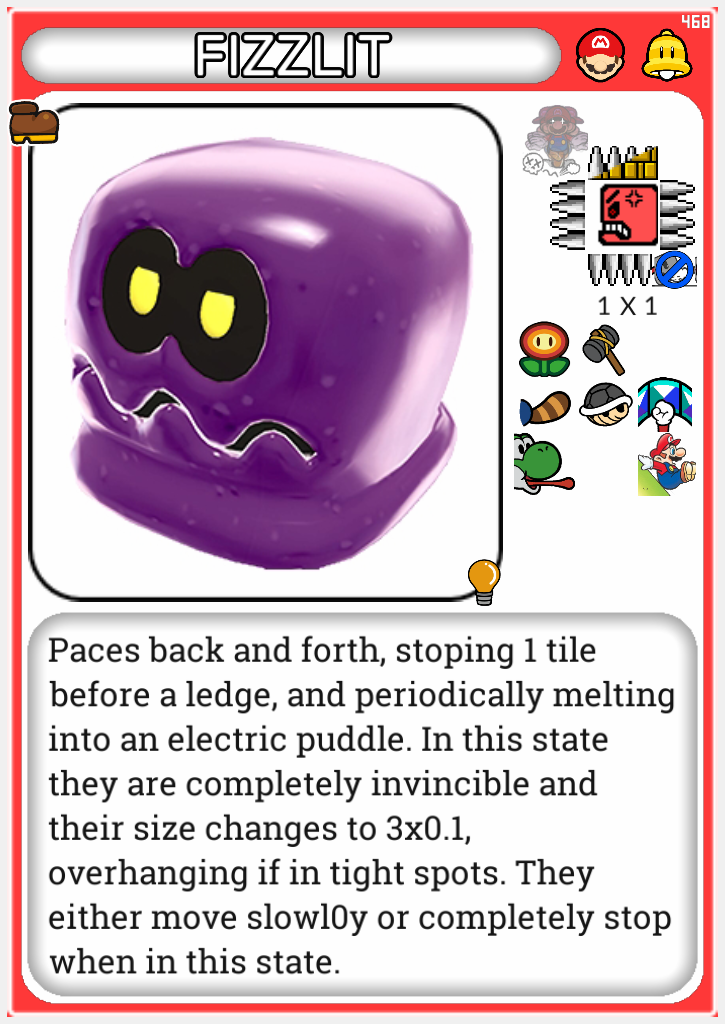 468
FIZZLIT
M
1 X 1
Paces back and forth, stoping 1 tile
before a ledge, and periodically melting
into an electric puddle. In this state
they are completely invincible and
their size changes to 3x0.1,
overhanging if in tight spots. They
either move slowl0y or completely stop
when in this state.